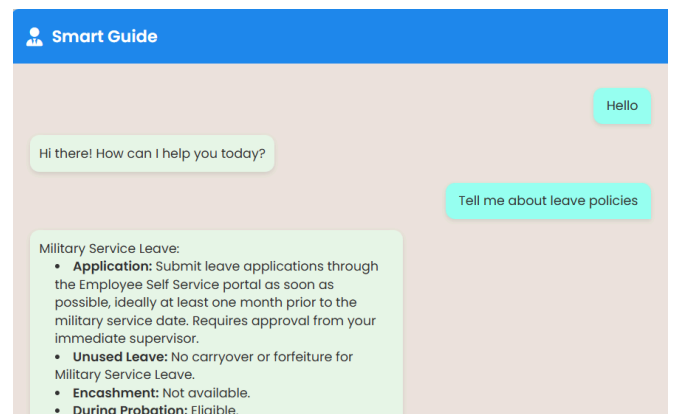 Smart Guide
Hello
Hi there! How can I help you today?
Tell me about leave policies
Military Service Leave:
• Application: Submit leave applications through
the Employee Self Service portal as soon as
possible, ideally at least one month prior to the
military service date. Requires approval from your
immediate supervisor.
• Unused Leave: No carryover or forfeiture for
Military Service Leave.
• Encashment: Not available.
• During Probation: Eligible.